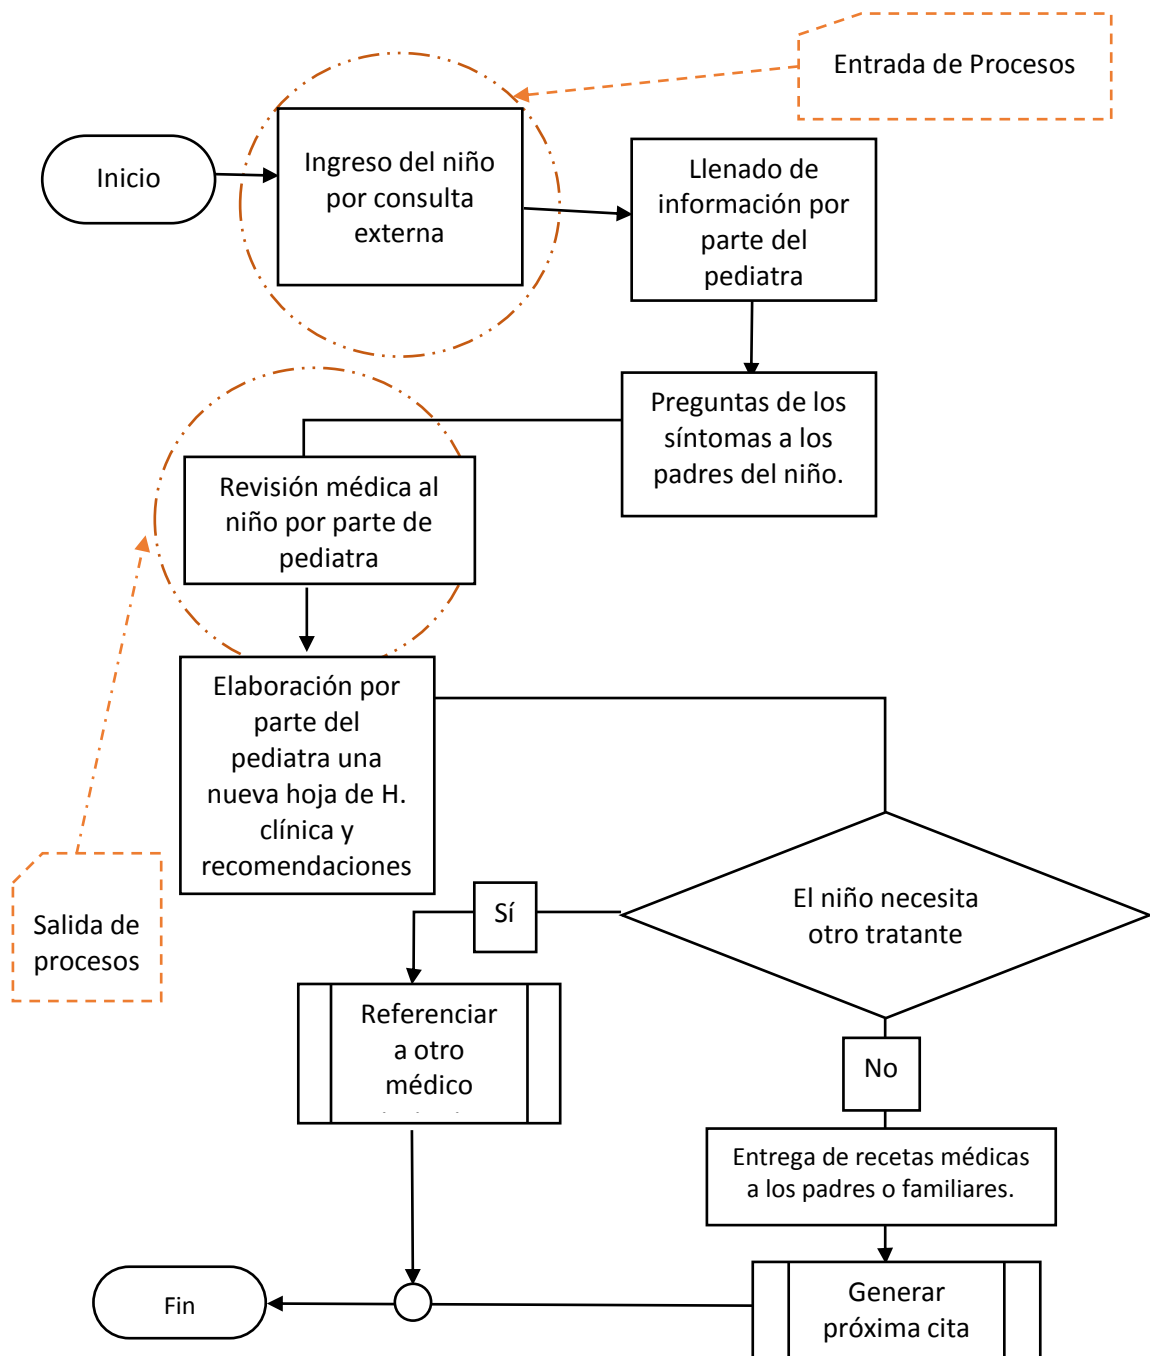 Entrada de Procesos
Inicio
Ingreso del niño
por consulta
externa
Llenado de
información por
parte del
pediatra
Preguntas de los
síntomas a los
padres del niño.
Revisión médica al
niño por parte de
pediatra
Elaboración por
parte del
pediatra una
nueva hoja de H.
clínica y
recomendaciones
Salida de
procesos
El niño necesita
otro tratante
Sí
No
Referenciar
a otro
médico
Entrega de recetas médicas
a los padres o familiares.
Generar
próxima cita
Fin